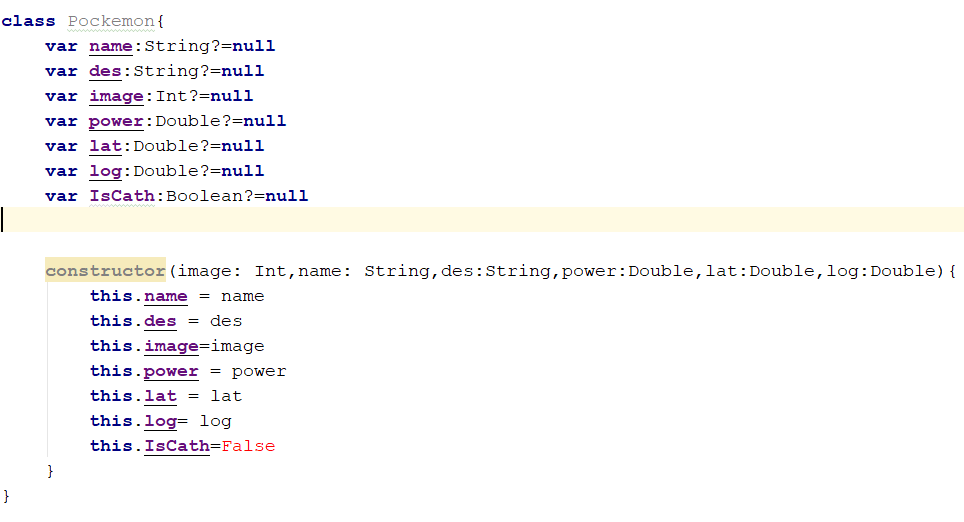 class Pockemon{
    var name:String?=null
    var des:String?=null
    var image:Int?=null
    var power:Double?=null
    var lat:Double?=null
    var log:Double?=null
    var IsCath:Boolean?=null
    constructor(image: Int,name: String,des:String,power:Double,lat:Double,log:Double){
        this.name = name
        this.des = des
        this.image=image
        this.power = power
        this.lat = lat
        this.log= log
        this.IsCath=False
    }
}